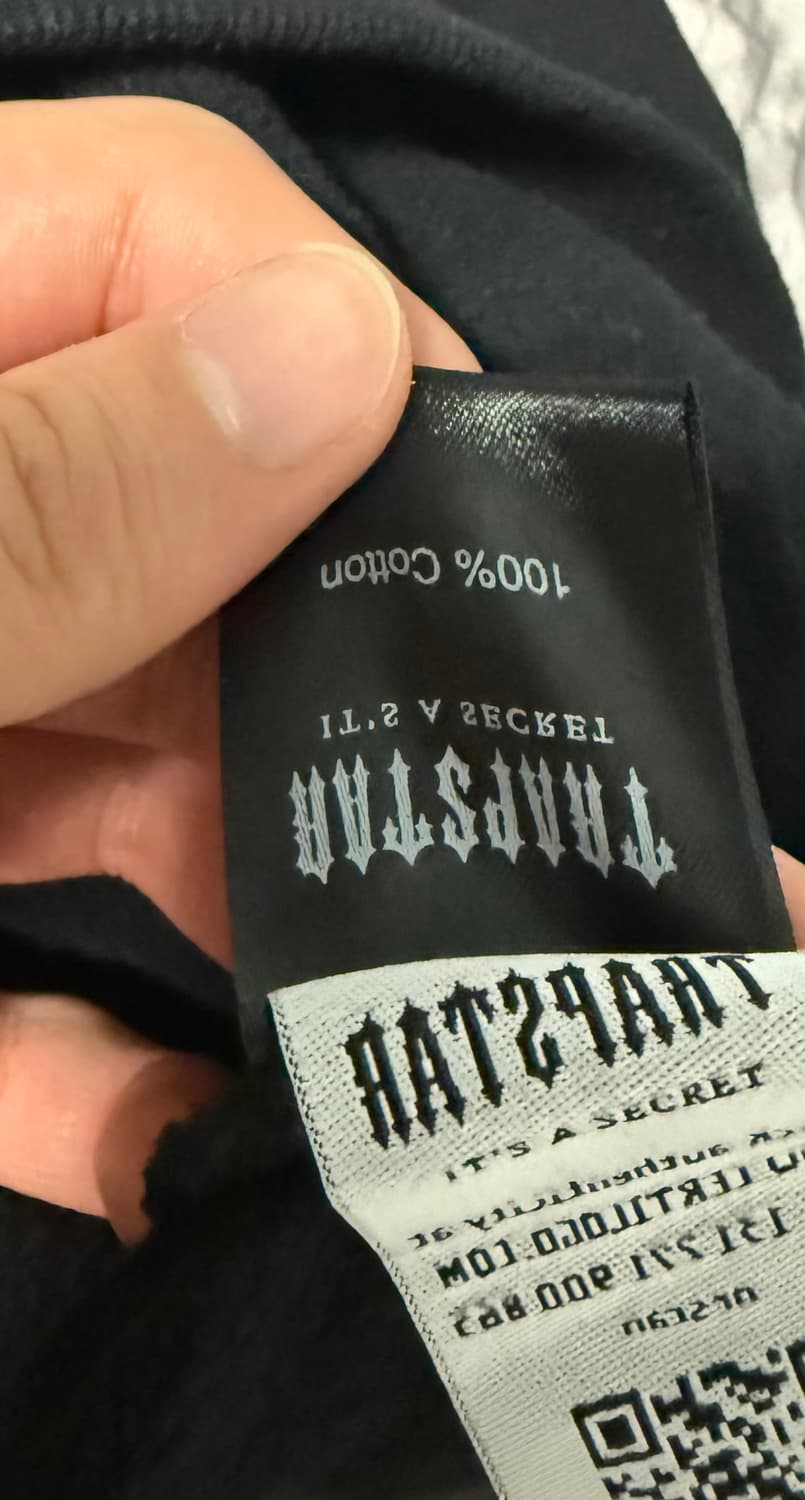 TRAPSTAR
IT'S A SECRET
100% Cotton
TRAPSTAR
IT'S A SECRET
authenticity at
CERTILOGO.COM